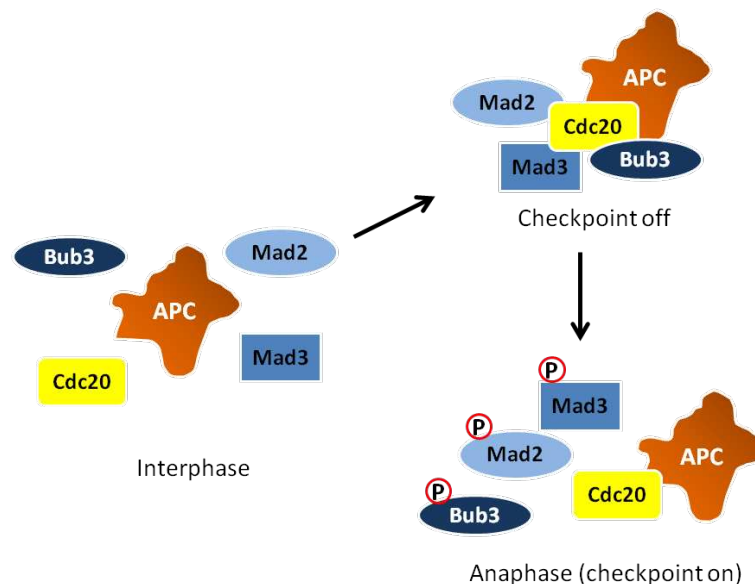 APC
Mad2
Cdc20
Mad3
Bub3
Checkpoint off
Bub3
Mad2
APC
Cdc20
Mad3
Interphase
P
Mad3
P
Mad2
APC
Cdc20
P
Bub3
Anaphase (checkpoint on)